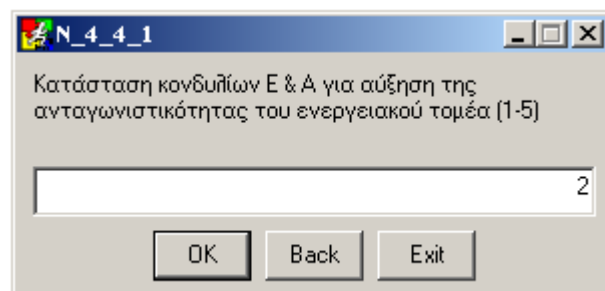 N_4_4_1
Κατάσταση κονδυλίων Ε & Α για αύξηση της
ανταγωνιστικότητας του ενεργειακού τομέα (1-5)
2
OK Back Exit